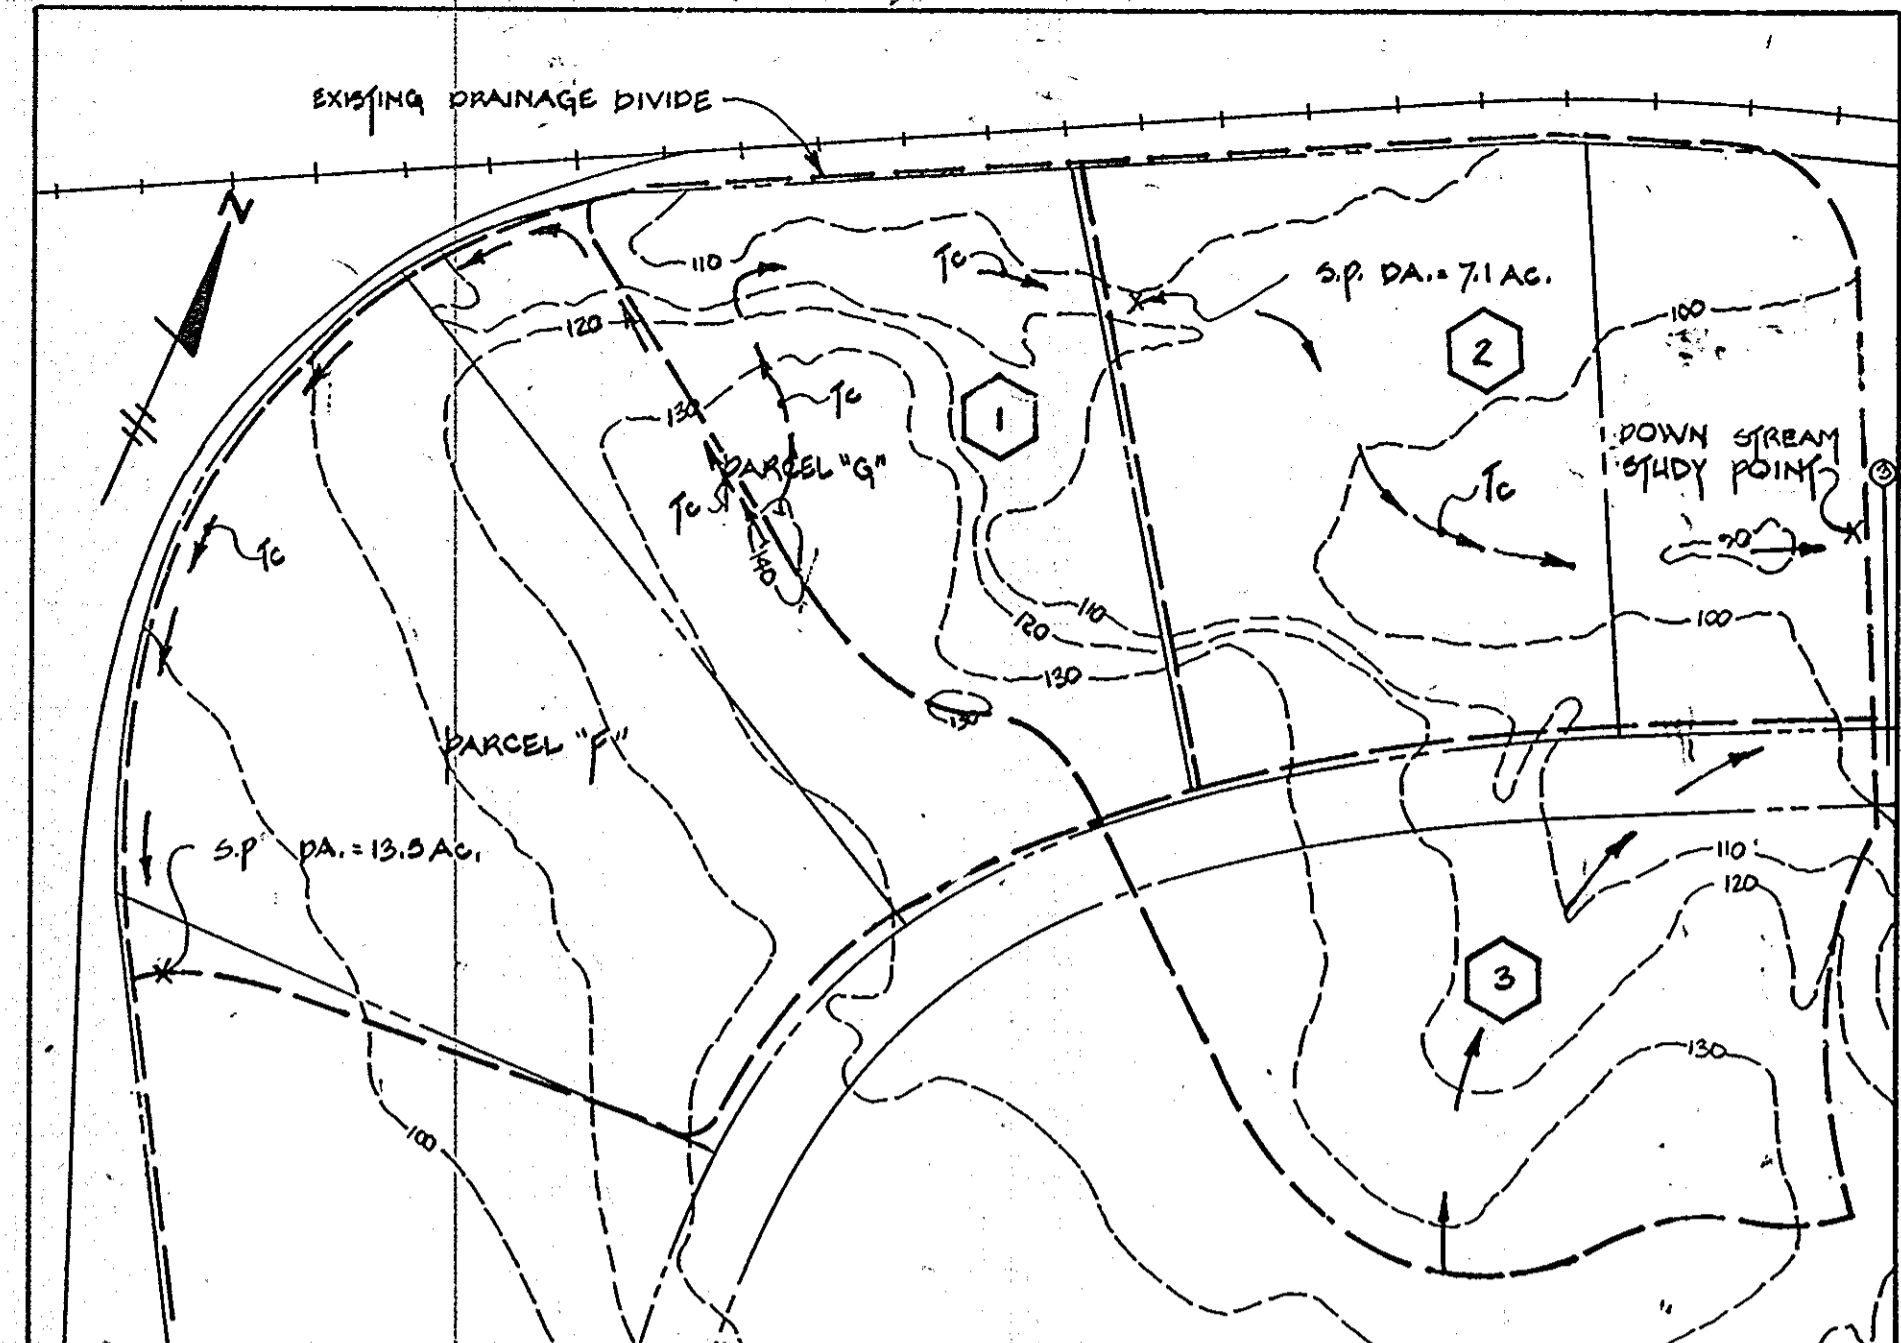 EXISTING DRAINAGE DIVIDE
N
110
Tc
S.P. DA. = 7.1 AC.
100
120
2
130
Tc
1
DOWN STREAM
STUDY POINT
3
PARCEL "G"
Tc
Tc
90
Tc
140
110
120
100
130
130
PARCEL "F"
S.P DA. = 13.5 AC.
110
120
3
130
100